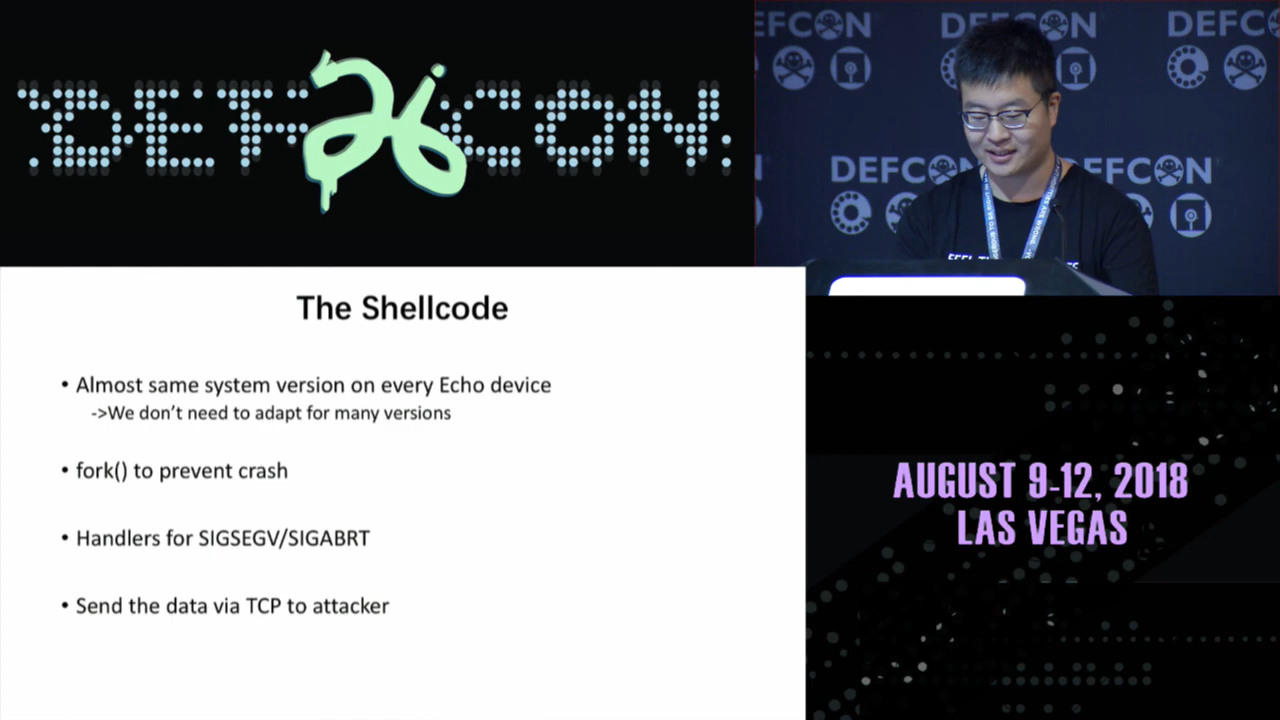 DEF 26 CON
DEFCON
DEFCON
DEFCON
DEFCON
DEFCON
The Shellcode
• Almost same system version on every Echo device
->We don’t need to adapt for many versions
• fork() to prevent crash
• Handlers for SIGSEGV/SIGABRT
• Send the data via TCP to attacker
AUGUST 9-12, 2018
LAS VEGAS